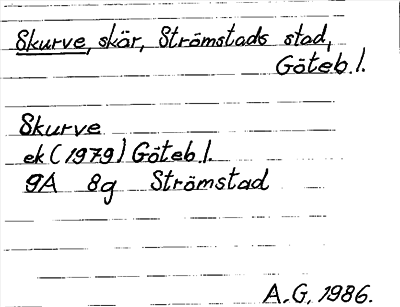 Skurve, skär, Strömstads stad,
Göteb. l.
Skurve
ek (1979) Göteb l.
9A 8g Strömstad
A. G. 1986.